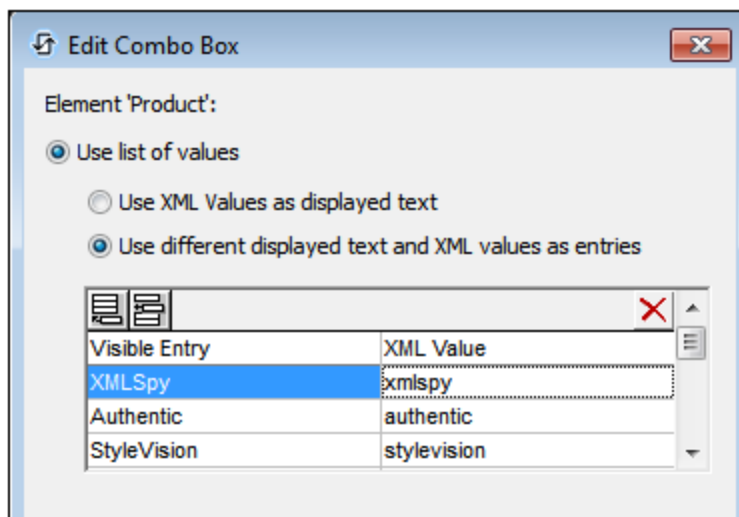 Edit Combo Box
Element 'Product':
Use list of values
Use XML Values as displayed text
Use different displayed text and XML values as entries
Visible Entry XML Value
XMLSpy xmlspy
Authentic authentic
StyleVision stylevision